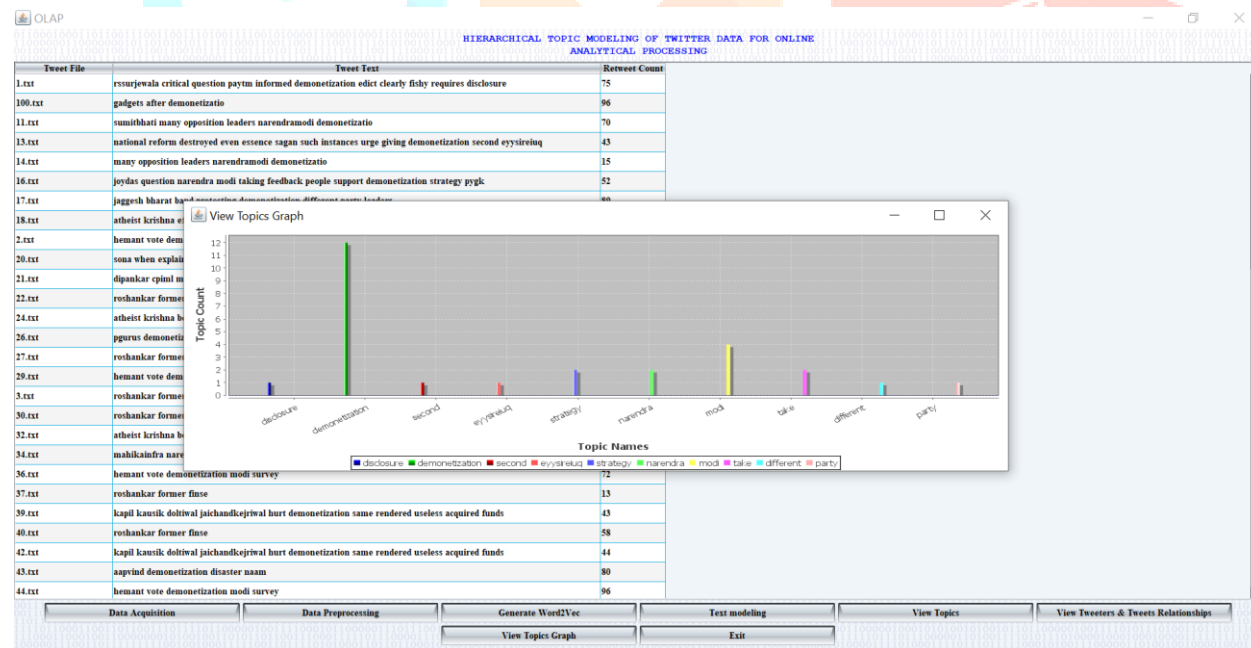 OLAP
HIERARCHICAL TOPIC MODELING OF TWITTER DATA FOR ONLINE
ANALYTICAL PROCESSING
Tweet File Tweet Text Retweet Count
1.txt rssurjewala critical question paytm informed demonetization edict clearly fishy requires disclosure 75
100.txt gadgets after demonetizatio 96
11.txt sumitbhati many opposition leaders narendramodi demonetizatio 70
13.txt national reform destroyed even essence sagan such instances urge giving demonetization second eyysireiuq 43
14.txt many opposition leaders narendramodi demonetizatio 15
16.txt joydas question narendra modi taking feedback people support demonetization strategy pygk 52
17.txt jaggesh bharat band protesting demonetization different party leaders
18.txt atheist krishna
2.txt hemant vote dem
20.txt sona when explai
21.txt dipankar cpiml m
22.txt roshankar forme
24.txt atheist krishna b
26.txt pgurus demonetiz
27.txt roshankar forme
29.txt hemant vote dem
3.txt roshankar forme
30.txt roshankar forme
32.txt atheist krishna b
34.txt mahikainfra nare
36.txt hemant vote demonetization modi survey 72
37.txt roshankar former finse 13
39.txt kapil kausik doltiwal jaichandkejriwal hurt demonetization same rendered useless acquired funds 43
40.txt roshankar former finse 58
42.txt kapil kausik doltiwal jaichandkejriwal hurt demonetization same rendered useless acquired funds 44
43.txt aapvind demonetization disaster naam 80
44.txt hemant vote demonetization modi survey 96
View Topics Graph
Topic Count
12
11
10
9
8
7
6
5
4
3
2
1
0
disclosure demonetization second eyysireiuq strategy narendra modi take different party
Topic Names
disclosure demonetization second eyysireiuq strategy narendra modi take different party
Data Acquisition Data Preprocessing Generate Word2Vec Text modeling View Topics View Tweeters & Tweets Relationships
View Topics Graph Exit